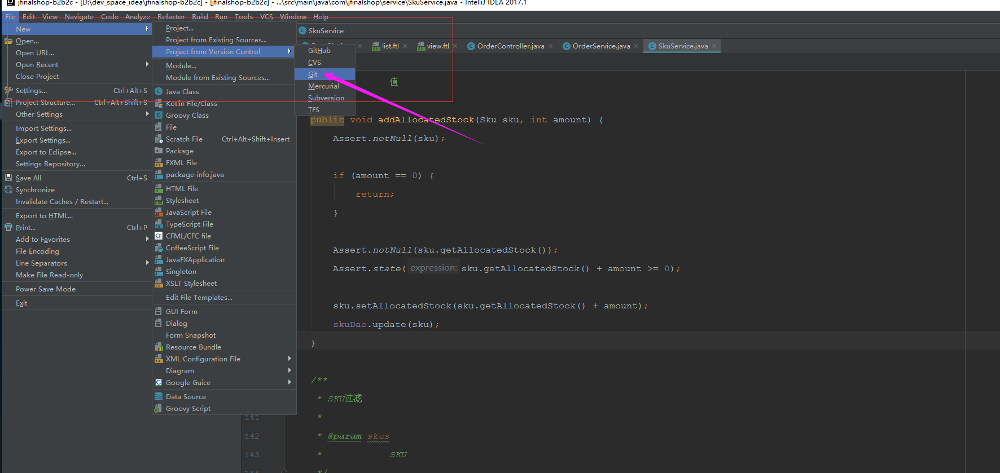 jfinalshop-b2b2c - [D:\dev_space_idea\jfinalshop-b2b2c] - [jfinalshop-b2b2c] - ...\src\main\java\com\jfinalshop\service\SkuService.java - IntelliJ IDEA 2017.1
File Edit View Navigate Code Analyze Refactor Build Run Tools VCS Window Help
New
Open...
Open URL...
Open Recent
Close Project
Settings... Ctrl+Alt+S
Project Structure... Ctrl+Alt+Shift+S
Other Settings
Import Settings...
Export Settings...
Export to Eclipse...
Settings Repository...
Save All Ctrl+S
Synchronize
Invalidate Caches / Restart...
Export to HTML...
Print... Ctrl+P
Add to Favorites
File Encoding
Line Separators
Make File Read-only
Power Save Mode
Exit
Project...
Project from Existing Sources...
Project from Version Control
Module...
Module from Existing Sources...
Java Class
Kotlin File/Class
Groovy Class
File
Scratch File Ctrl+Alt+Shift+Insert
Package
FXML File
package-info.java
HTML File
Stylesheet
JavaScript File
TypeScript File
CFML/CFC file
CoffeeScript File
JavaFXApplication
Singleton
XSLT Stylesheet
Edit File Templates...
GUI Form
Dialog
Form Snapshot
Resource Bundle
XML Configuration File
Diagram
Google Guice
Data Source
Groovy Script
GitHub
CVS
Git
Mercurial
Subversion
TFS
SkuService
list.ftl view.ftl OrderController.java OrderService.java SkuService.java
值
public void addAllocatedStock(Sku sku, int amount) {
Assert.notNull(sku);
if (amount == 0) {
return;
}
Assert.notNull(sku.getAllocatedStock());
Assert.state( expression: sku.getAllocatedStock() + amount >= 0);
sku.setAllocatedStock(sku.getAllocatedStock() + amount);
skuDao.update(sku);
}
/**
* SKU过滤
141 *
142 * @param skus
143 * SKU
144 */